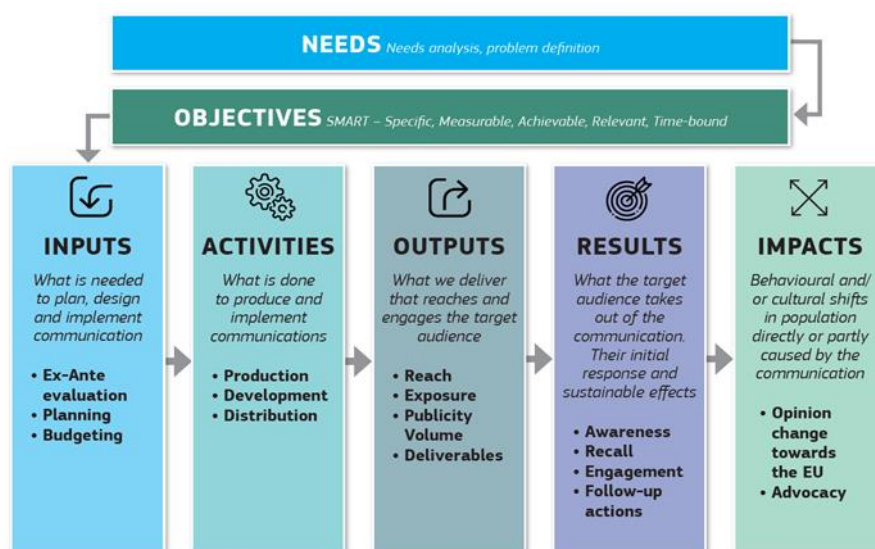 NEEDS Needs analysis, problem definition
OBJECTIVES SMART – Specific, Measurable, Achievable, Relevant, Time-bound
INPUTS
What is needed
to plan, design
and implement
communication
• Ex-Ante
evaluation
• Planning
• Budgeting
ACTIVITIES
What is done
to produce and
implement
communications
• Production
• Development
• Distribution
OUTPUTS
What we deliver
that reaches and
engages the target
audience
• Reach
• Exposure
• Publicity
Volume
• Deliverables
RESULTS
What the target
audience takes
out of the
communication.
Their initial
response and
sustainable effects
• Awareness
• Recall
• Engagement
• Follow-up
actions
IMPACTS
Behavioural and/
or cultural shifts
in population
directly or partly
caused by the
communication
• Opinion
change
towards
the EU
• Advocacy